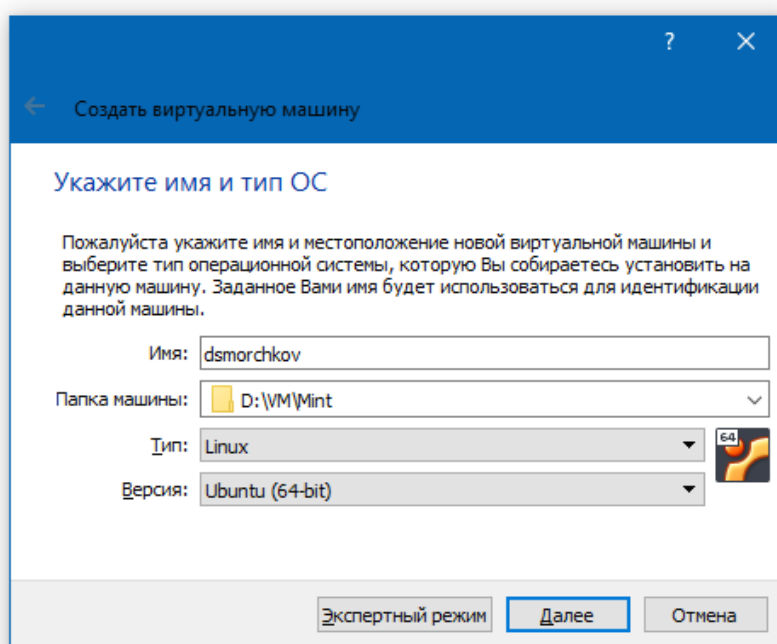 ?
Создать виртуальную машину
Укажите имя и тип ОС
Пожалуйста укажите имя и местоположение новой виртуальной машины и
выберите тип операционной системы, которую Вы собираетесь установить на
данную машину. Заданное Вами имя будет использоваться для идентификации
данной машины.
Имя: dsmorchkov
Папка машины: D:\VM\Mint
Тип: Linux
64
Версия: Ubuntu (64-bit)
Экспертный режим Далее Отмена